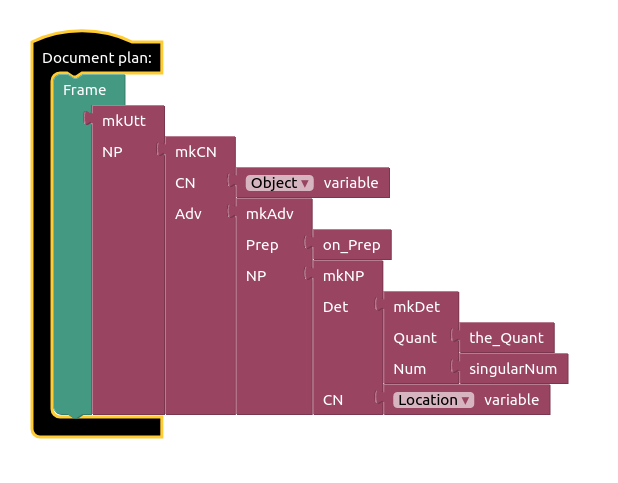 Document plan:
Frame
mkUtt
NP mkCN
CN Object ▾ variable
Adv mkAdv
Prep on_Prep
NP mkNP
Det mkDet
Quant the_Quant
Num singularNum
CN Location ▾ variable